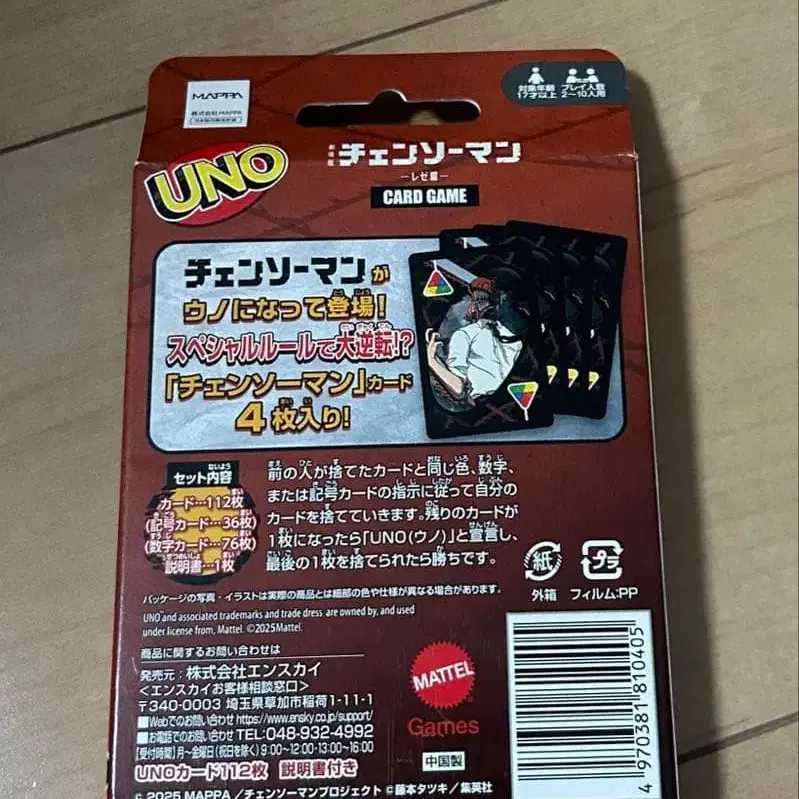 MAPPA
株式会社MAPPA
対象年齢
17才以上
プレイ人数
2〜10人用
UNO
劇場版 チェンソーマン
―レゼ篇―
CARD GAME
チェンソーマンが
ウノになって登場!
スペシャルルールで大逆転!?
「チェンソーマン」カード
4枚入り!
セット内容
カード…112枚
(記号カード…36枚)
(数字カード…76枚)
説明書…1枚
前の人が捨てたカードと同じ色、数字、
または記号カードの指示に従って自分の
カードを捨てていきます。残りのカードが
1枚になったら「UNO(ウノ)」と宣言し、
最後の1枚を捨てられたら勝ちです。
紙
外箱
プラ
フィルム:PP
パッケージの写真・イラストは実際の商品とは細部の色や仕様が異なる場合があります。
UNO and associated trademarks and trade dress are owned by, and used
under license from, Mattel. ©2025 Mattel.
商品に関するお問い合わせは
発売元:株式会社エンスカイ
<エンスカイお客様相談窓口>
〒340-0003 埼玉県草加市稲荷1-11-1
■Webでのお問い合わせ https://www.ensky.co.jp/support/
■お電話でのお問い合わせ TEL:048-932-4992
【受付時間】月〜金曜日(祝日を除く)9:00〜12:00・13:00〜16:00
UNOカード112枚 説明書付き
© 2025 MAPPA/チェンソーマンプロジェクト ©藤本タツキ/集英社
MATTEL
Games
中国製
4 970381 810405